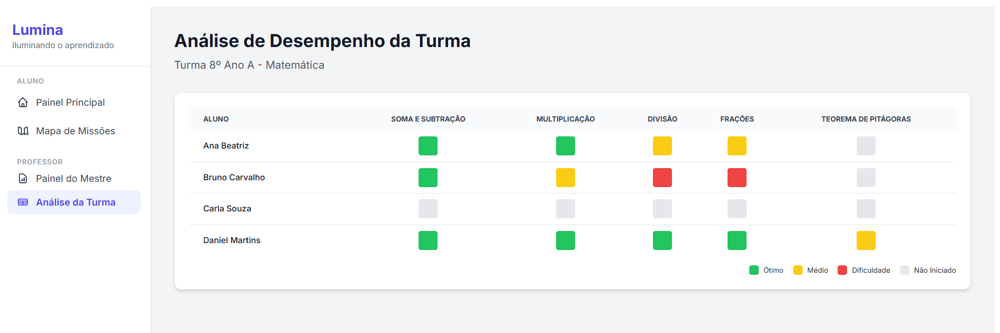 Lumina
Iluminando o aprendizado
ALUNO
Painel Principal
Mapa de Missões
PROFESSOR
Painel do Mestre
Análise da Turma
Análise de Desempenho da Turma
Turma 8º Ano A - Matemática
ALUNO SOMA E SUBTRAÇÃO MULTIPLICAÇÃO DIVISÃO FRAÇÕES TEOREMA DE PITÁGORAS
Ana Beatriz
Bruno Carvalho
Carla Souza
Daniel Martins
Ótimo Médio Dificuldade Não Iniciado